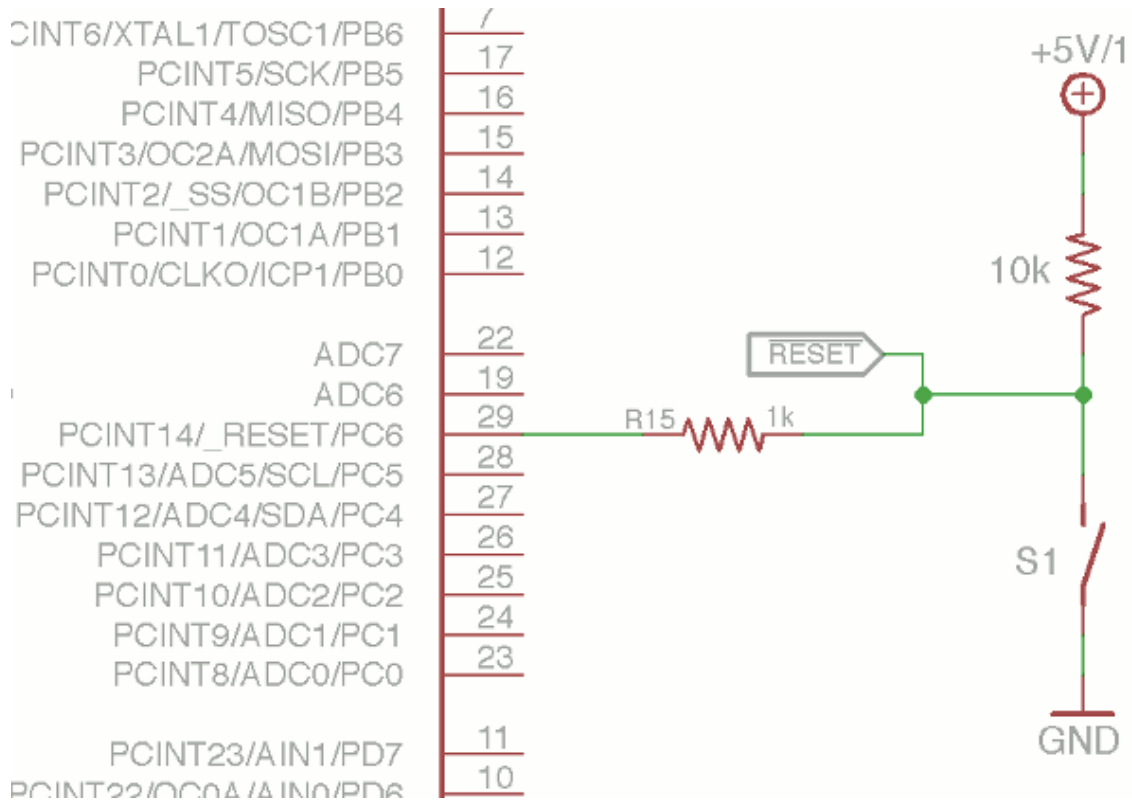 CINT6/XTAL1/TOSC1/PB6 7
PCINT5/SCK/PB5 17
PCINT4/MISO/PB4 16
PCINT3/OC2A/MOSI/PB3 15
PCINT2/_SS/OC1B/PB2 14
PCINT1/OC1A/PB1 13
PCINT0/CLKO/ICP1/PB0 12
ADC7 22
ADC6 19
PCINT14/_RESET/PC6 29
PCINT13/ADC5/SCL/PC5 28
PCINT12/ADC4/SDA/PC4 27
PCINT11/ADC3/PC3 26
PCINT10/ADC2/PC2 25
PCINT9/ADC1/PC1 24
PCINT8/ADC0/PC0 23
PCINT23/AIN1/PD7 11
PCINT22/OC0A/AIN0/PD6 10
R15 1k
RESET
+5V/1
10k
S1
GND